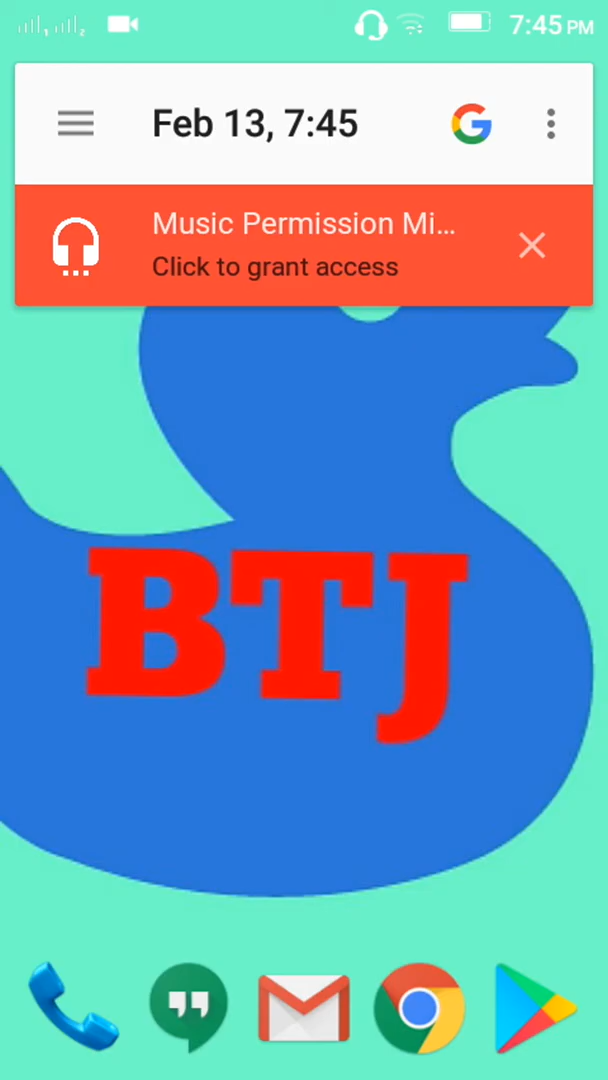 7:45 PM
Feb 13, 7:45
Music Permission Mi...
Click to grant access
BTJ